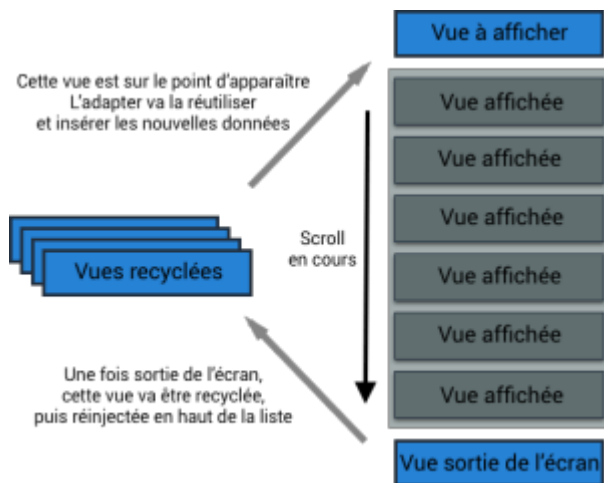 Vue à afficher
Cette vue est sur le point d'apparaître
L'adapter va la réutiliser
et insérer les nouvelles données
Vue affichée
Vue affichée
Vue affichée
Vue affichée
Vue affichée
Vue affichée
Scroll
en cours
Vues recyclées
Une fois sortie de l'écran,
cette vue va être recyclée,
puis réinjectée en haut de la liste
Vue sortie de l'écran